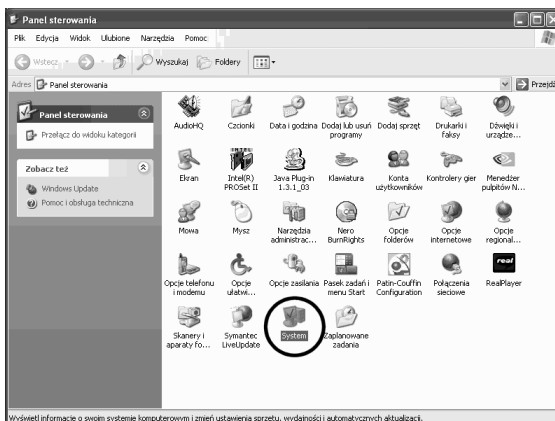 Panel sterowania
Plik Edycja Widok Ulubione Narzędzia Pomoc
Wstecz Wyszukaj Foldery
Adres Panel sterowania Przejdź
Panel sterowania
Przełącz do widoku kategorii
Zobacz też
Windows Update
Pomoc i obsługa techniczna
AudioHQ Czcionki Data i godzina Dodaj lub usuń Dodaj sprzęt Drukarki i Dźwięki i
programy faksy urządze...
Ekran Intel(R) Java Plug-in Klawiatura Konta Kontrolery gier Menedżer
PROSet II 1.3.1_03 użytkowników pulpitów N...
Mowa Mysz Narzędzia Nero Opcje Opcje Opcje
administrac... BurnRights folderów internetowe regional...
real
Opcje telefonu Opcje Opcje zasilania Pasek zadań i Patin-Couffin Połączenia RealPlayer
i modemu ułatwi... menu Start Configuration sieciowe
Skanery i Symantec System Zaplanowane
aparaty fo... LiveUpdate zadania
Wyświetl informacje o swoim systemie komputerowym i zmień ustawienia sprzętu, wydajności i automatycznych aktualizacji.